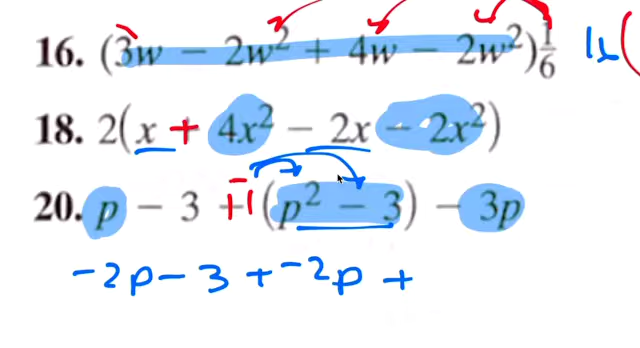 16. (3w − 2w² + 4w − 2w²)1/6
18. 2(x + 4x² − 2x − 2x²)
20. p − 3 + −1(p² − 3) − 3p
−2p − 3 + −2p +